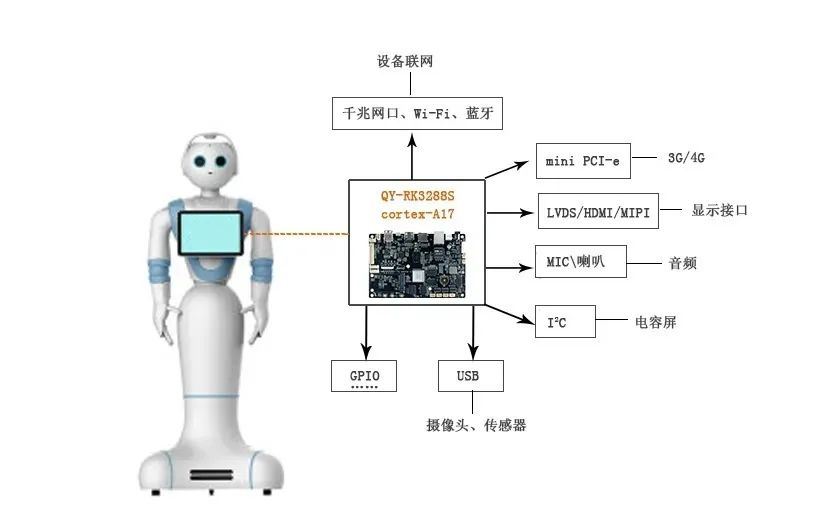 设备联网
千兆网口、Wi-Fi、蓝牙
mini PCI-e
3G/4G
QY-RK3288S
cortex-A17
LVDS/HDMI/MIPI
显示接口
MIC\喇叭
音频
I²C
电容屏
GPIO
......
USB
摄像头、传感器